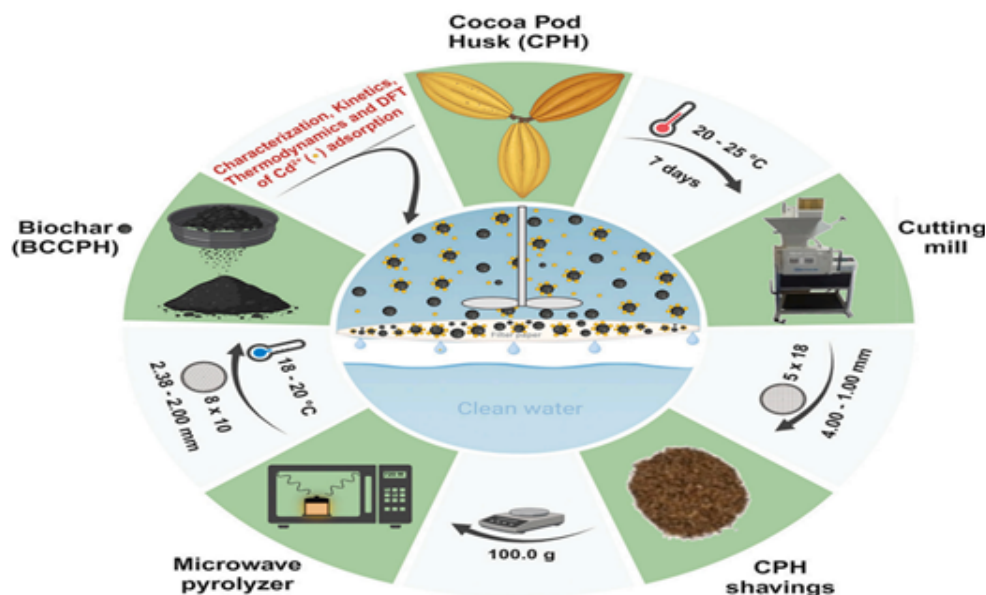 Cocoa Pod
Husk (CPH)
20 - 25 °C
7 days
Cutting
mill
5 x 18
4.00 - 1.00 mm
CPH
shavings
100.0 g
Microwave
pyrolyzer
18 - 20 °C
8 x 10
2.38 - 2.00 mm
Biochar
(BCCPH)
Characterization, Kinetics,
Thermodynamics and DFT
of Cd²⁺ (•) adsorption
Filter paper
Clean water